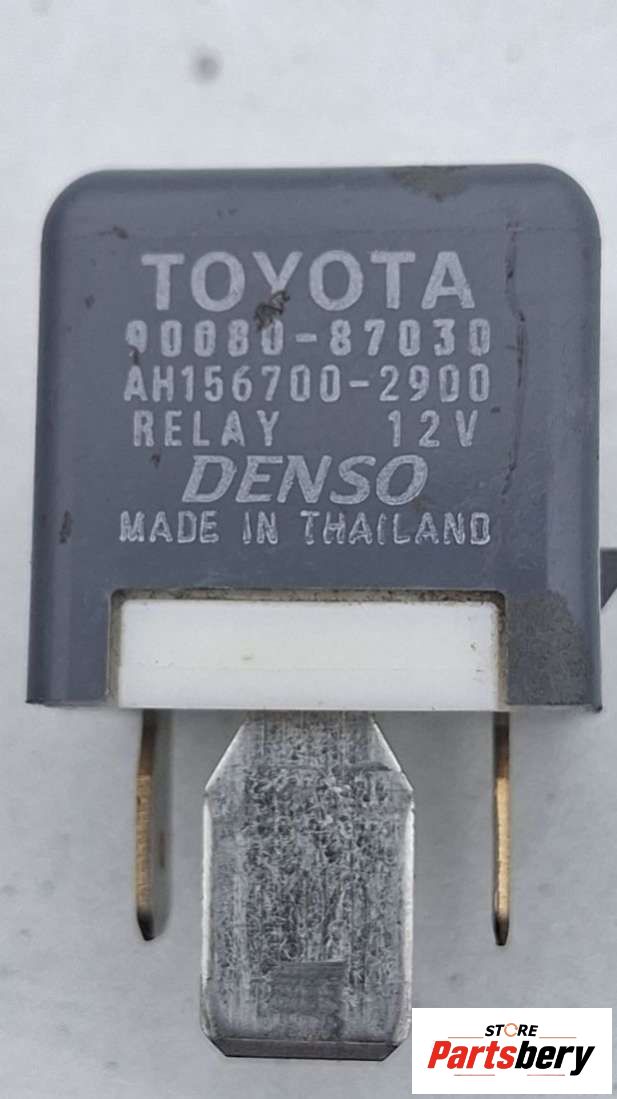 TOYOTA
90080-87030
AH156700-2900
RELAY 12V
DENSO
MADE IN THAILAND
STORE
Partsbery